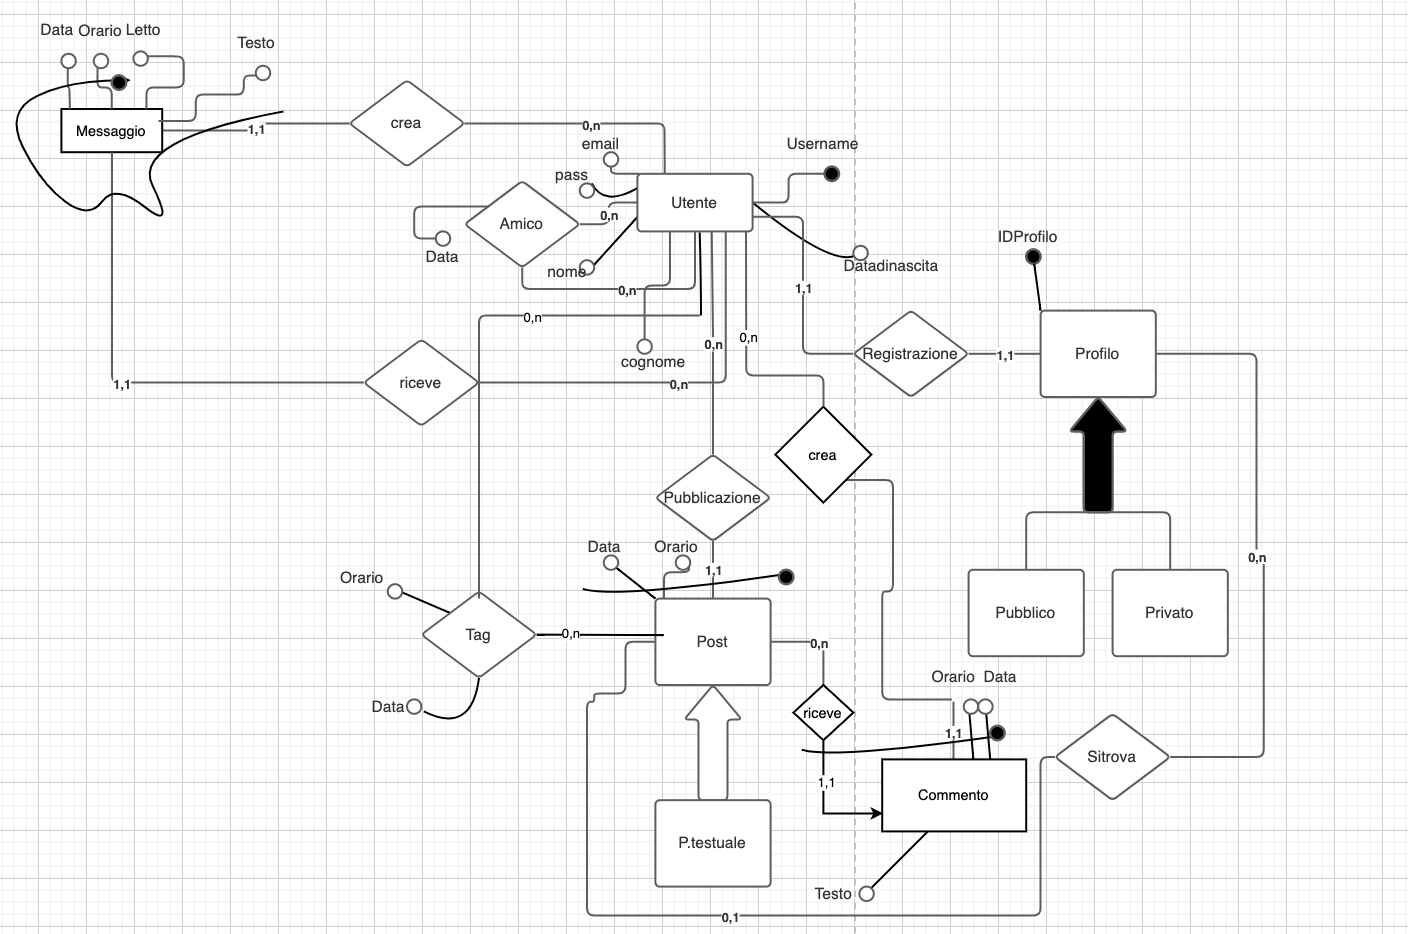 Data Orario Letto
Testo
Messaggio
1,1
crea
0,n
email
Username
pass
Utente
Amico
0,n
Data
nome
Datadinascita
IDProfilo
0,n
1,1
0,n
0,n
0,n
cognome
Registrazione
1,1
Profilo
1,1
riceve
0,n
crea
Pubblicazione
Data
Orario
1,1
0,n
Orario
Pubblico
Privato
Tag
0,n
Post
0,n
Orario Data
Data
riceve
1,1
Sitrova
1,1
Commento
P.testuale
Testo
0,1